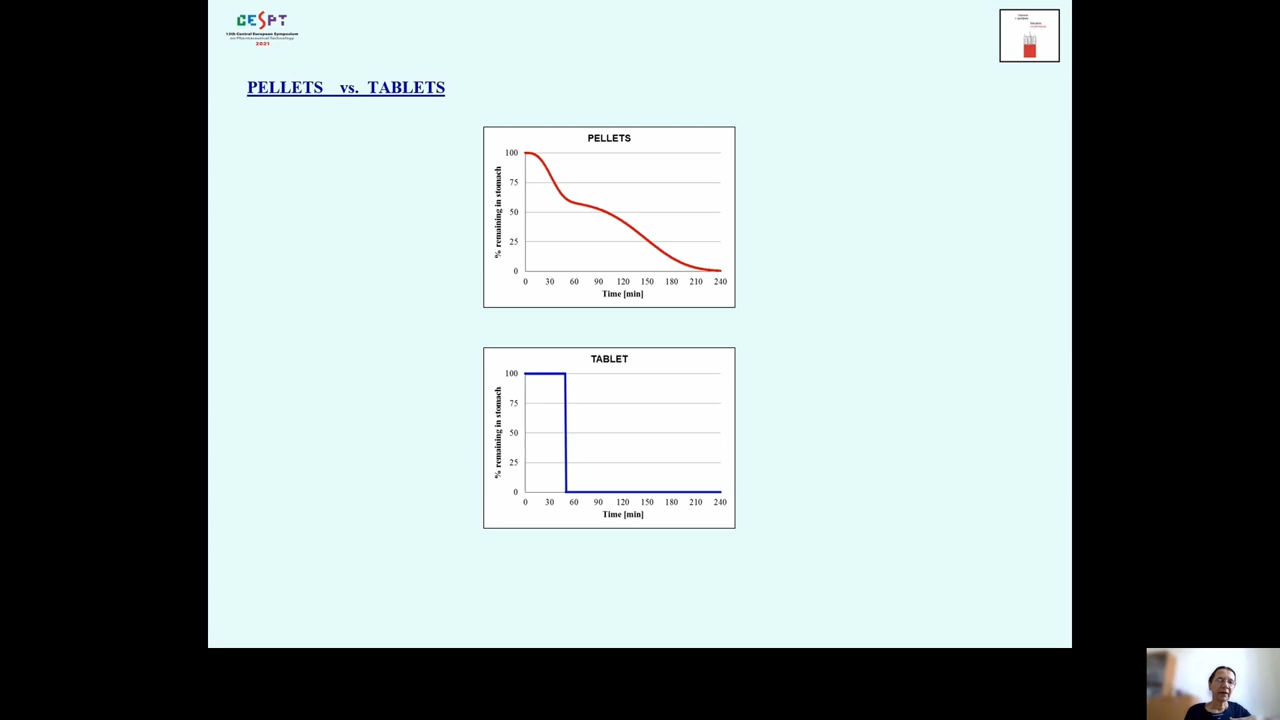 CESPT
13th Central European Symposium
on Pharmaceutical Technology
2021
PELLETS vs. TABLETS
PELLETS
% remaining in stomach
100
75
50
25
0
0 30 60 90 120 150 180 210 240
Time [min]
TABLET
% remaining in stomach
100
75
50
25
0
0 30 60 90 120 150 180 210 240
Time [min]